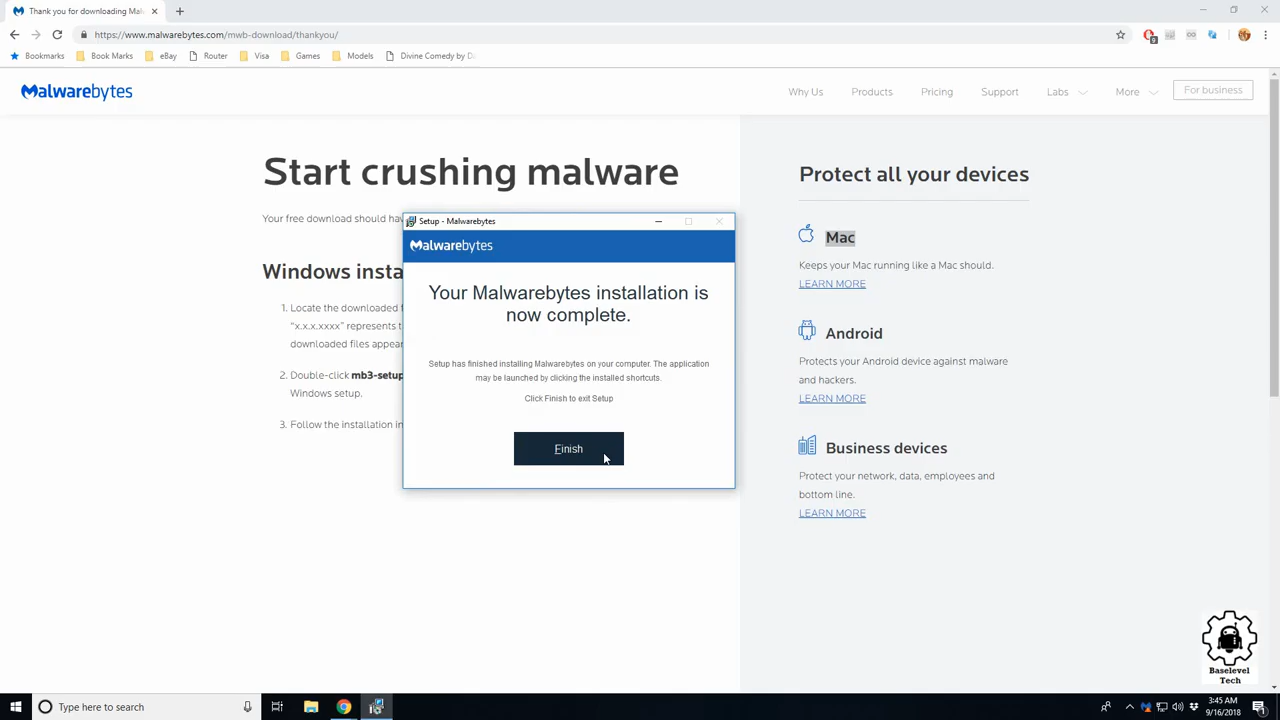 Thank you for downloading Mal
https://www.malwarebytes.com/mwb-download/thankyou/
Bookmarks
Book Marks
eBay
Router
Visa
Games
Models
Divine Comedy by D
Malwarebytes
Why Us
Products
Pricing
Support
Labs
More
For business
Start crushing malware
Your free download should ha
Windows insta
1. Locate the downloaded f
"x.x.x.xxxx" represents t
downloaded files appear
2. Double-click mb3-setup
Windows setup.
3. Follow the installation in
Setup - Malwarebytes
Malwarebytes
Your Malwarebytes installation is
now complete.
Setup has finished installing Malwarebytes on your computer. The application
may be launched by clicking the installed shortcuts.
Click Finish to exit Setup
Finish
Protect all your devices
Mac
Keeps your Mac running like a Mac should.
LEARN MORE
Android
Protects your Android device against malware
and hackers.
LEARN MORE
Business devices
Protect your network, data, employees and
bottom line.
LEARN MORE
Baselevel
Tech
Type here to search
3:45 AM
9/16/2018